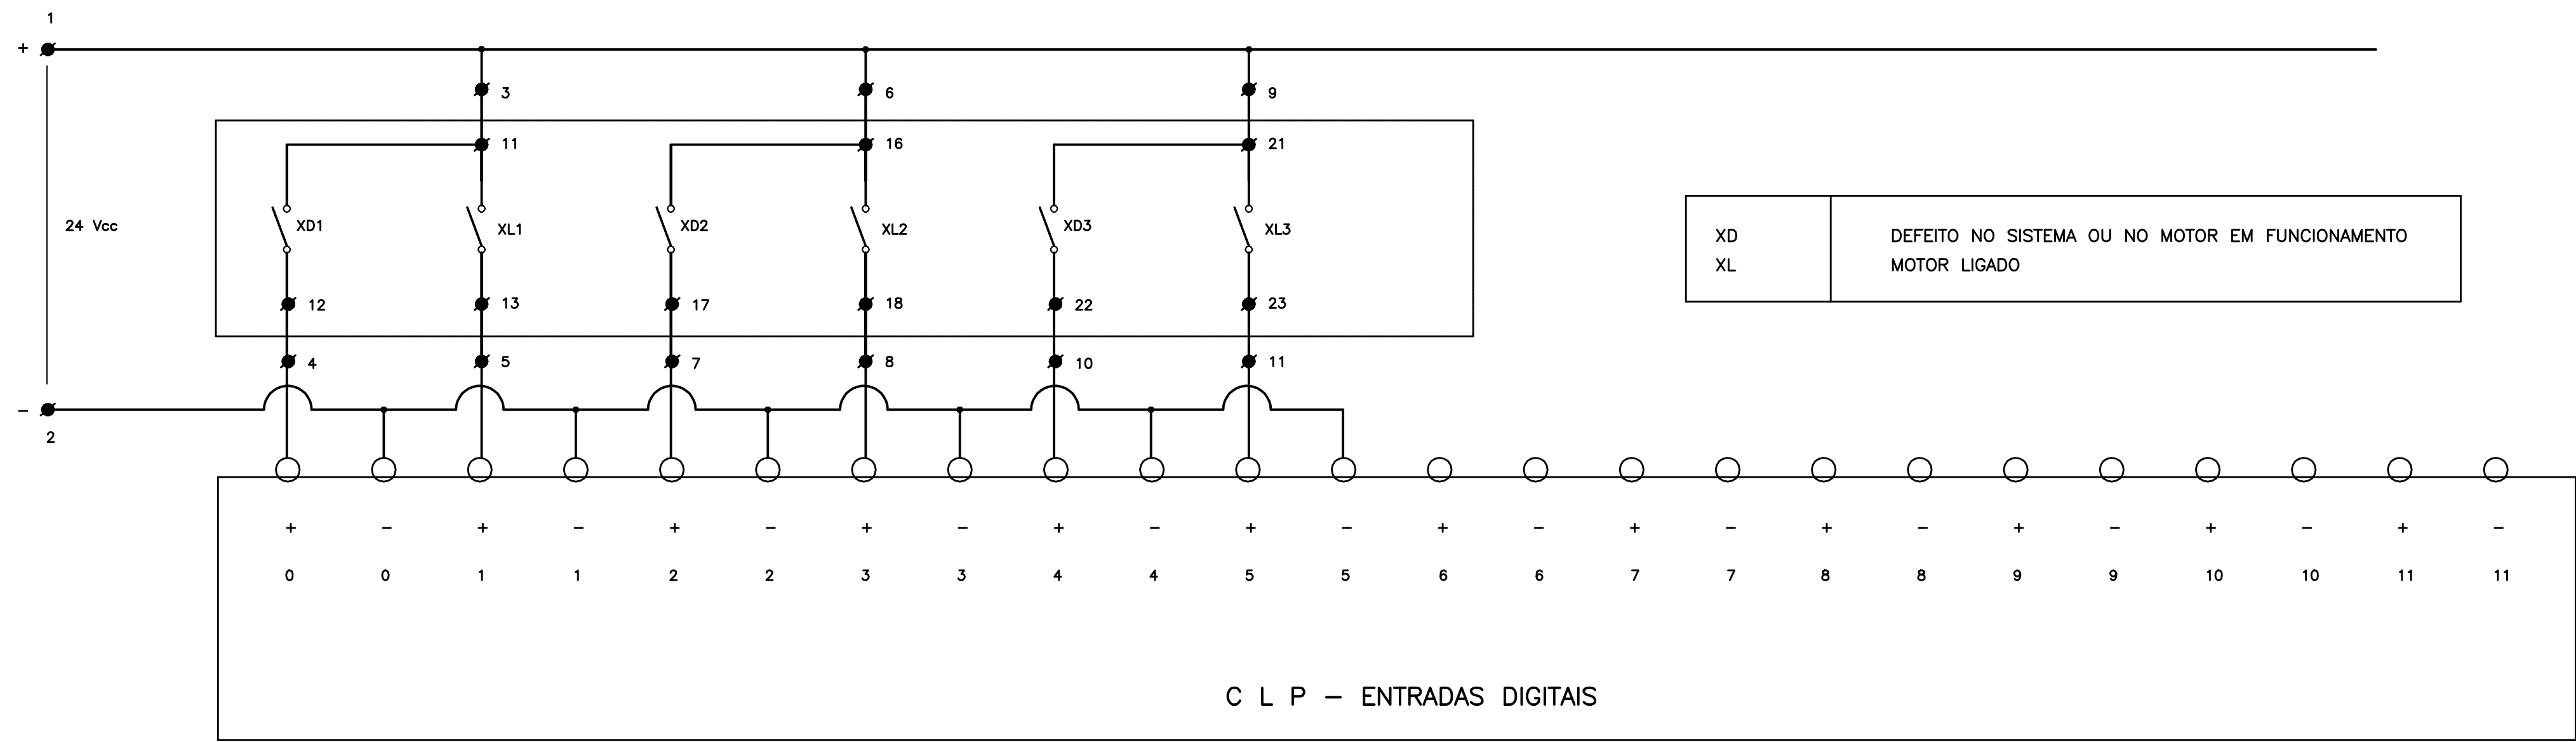 1
+
3 6 9
11 16 21
24 Vcc
XD1 XL1 XD2 XL2 XD3 XL3
XD DEFEITO NO SISTEMA OU NO MOTOR EM FUNCIONAMENTO
XL MOTOR LIGADO
12 13 17 18 22 23
4 5 7 8 10 11
−
2
+ − + − + − + − + − + − + − + − + − + − + − + −
0 0 1 1 2 2 3 3 4 4 5 5 6 6 7 7 8 8 9 9 10 10 11 11
C L P − ENTRADAS DIGITAIS